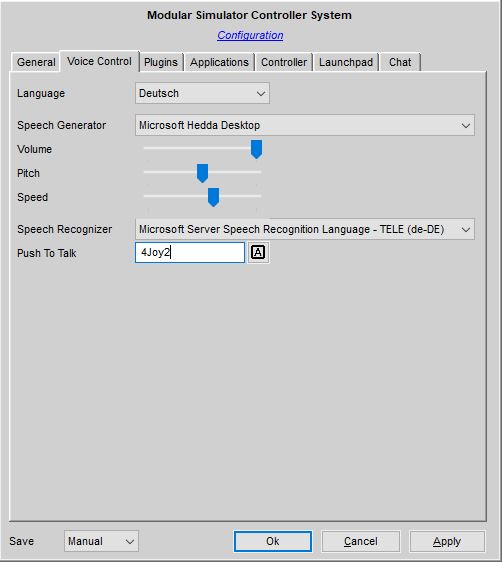 Modular Simulator Controller System
Configuration
General Voice Control Plugins Applications Controller Launchpad Chat
Language Deutsch
Speech Generator Microsoft Hedda Desktop
Volume
Pitch
Speed
Speech Recognizer Microsoft Server Speech Recognition Language - TELE (de-DE)
Push To Talk 4Joy2 A
Save Manual Ok Cancel Apply